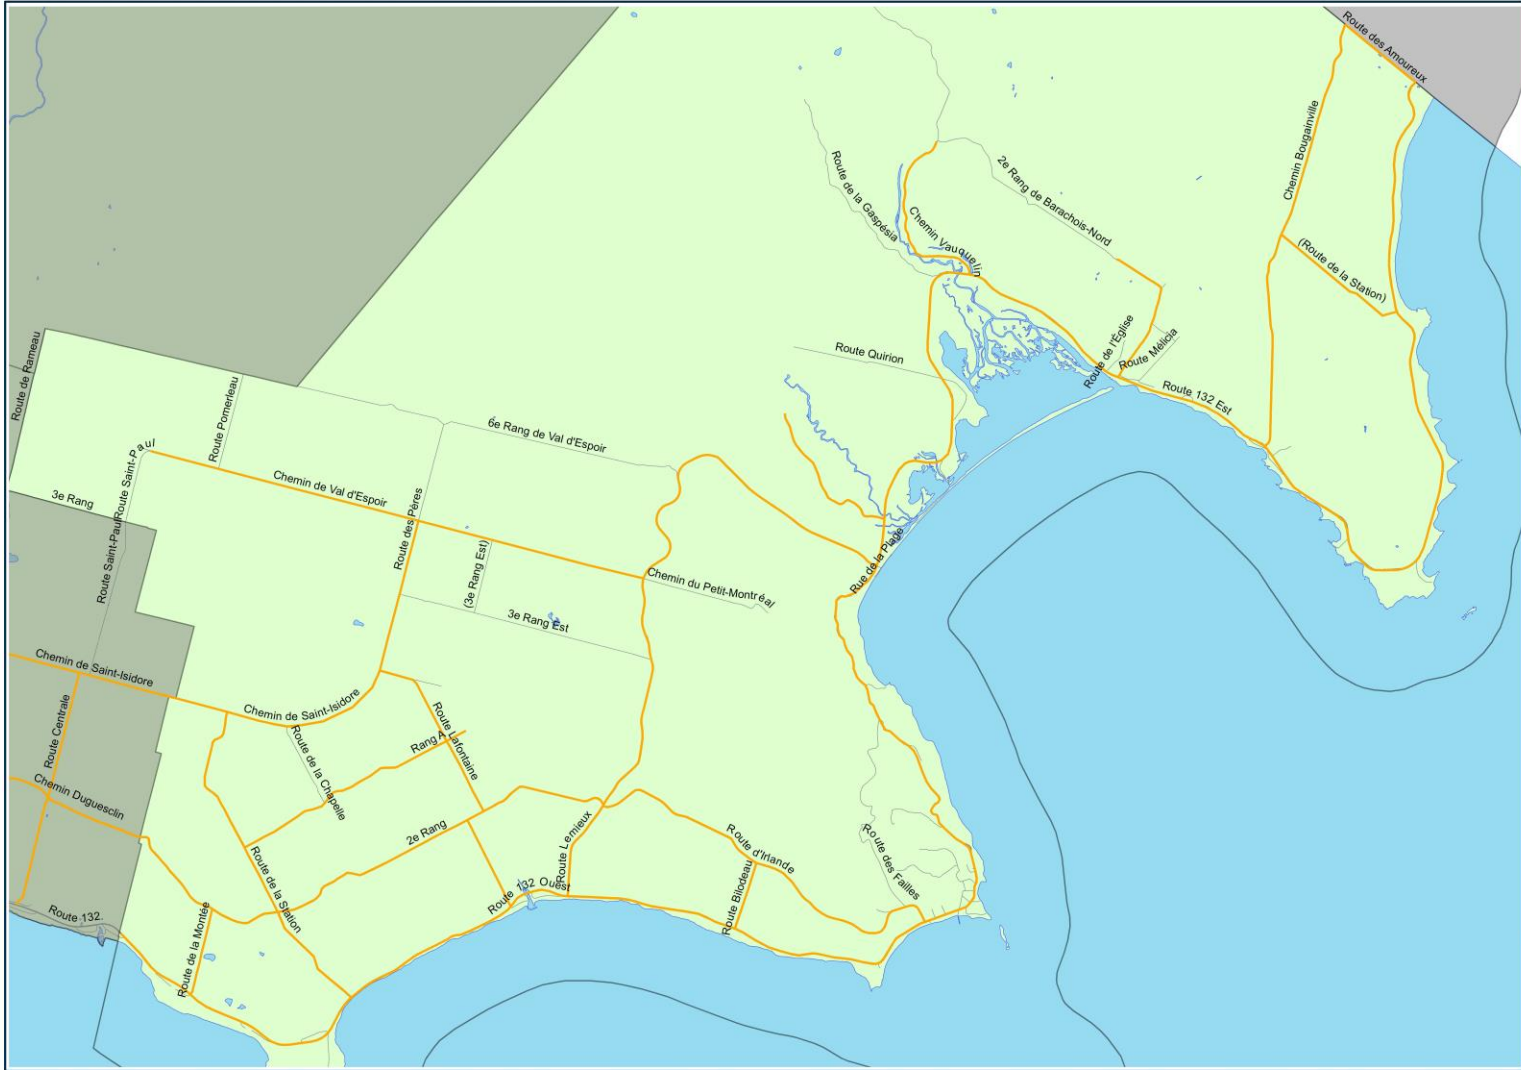 Route des Amoureux
Chemin Bougainville
2e Rang de Barachois-Nord
Route de la Gaspésia
Chemin Vauquelin
(Route de la Station)
Route de l'Église
Route Mélicia
Route de Rameau
Route Quirion
Route Pomerleau
Route 132 Est
6e Rang de Val d'Espoir
Route Saint-Paul
Chemin de Val d'Espoir
3e Rang
Route des Pères
Route Saint-Paul
(3e Rang Est)
Rue de la Plage
Chemin du Petit-Montréal
3e Rang Est
Chemin de Saint-Isidore
Route Centrale
Chemin de Saint-Isidore
Route Lafontaine
Rang A
Route de la Chapelle
Chemin Duguesclin
2e Rang
Route Lemieux
Route d'Irlande
Route des Failles
Route Bilodeau
Route 132 Ouest
Route de la Station
Route 132
Route de la Montée